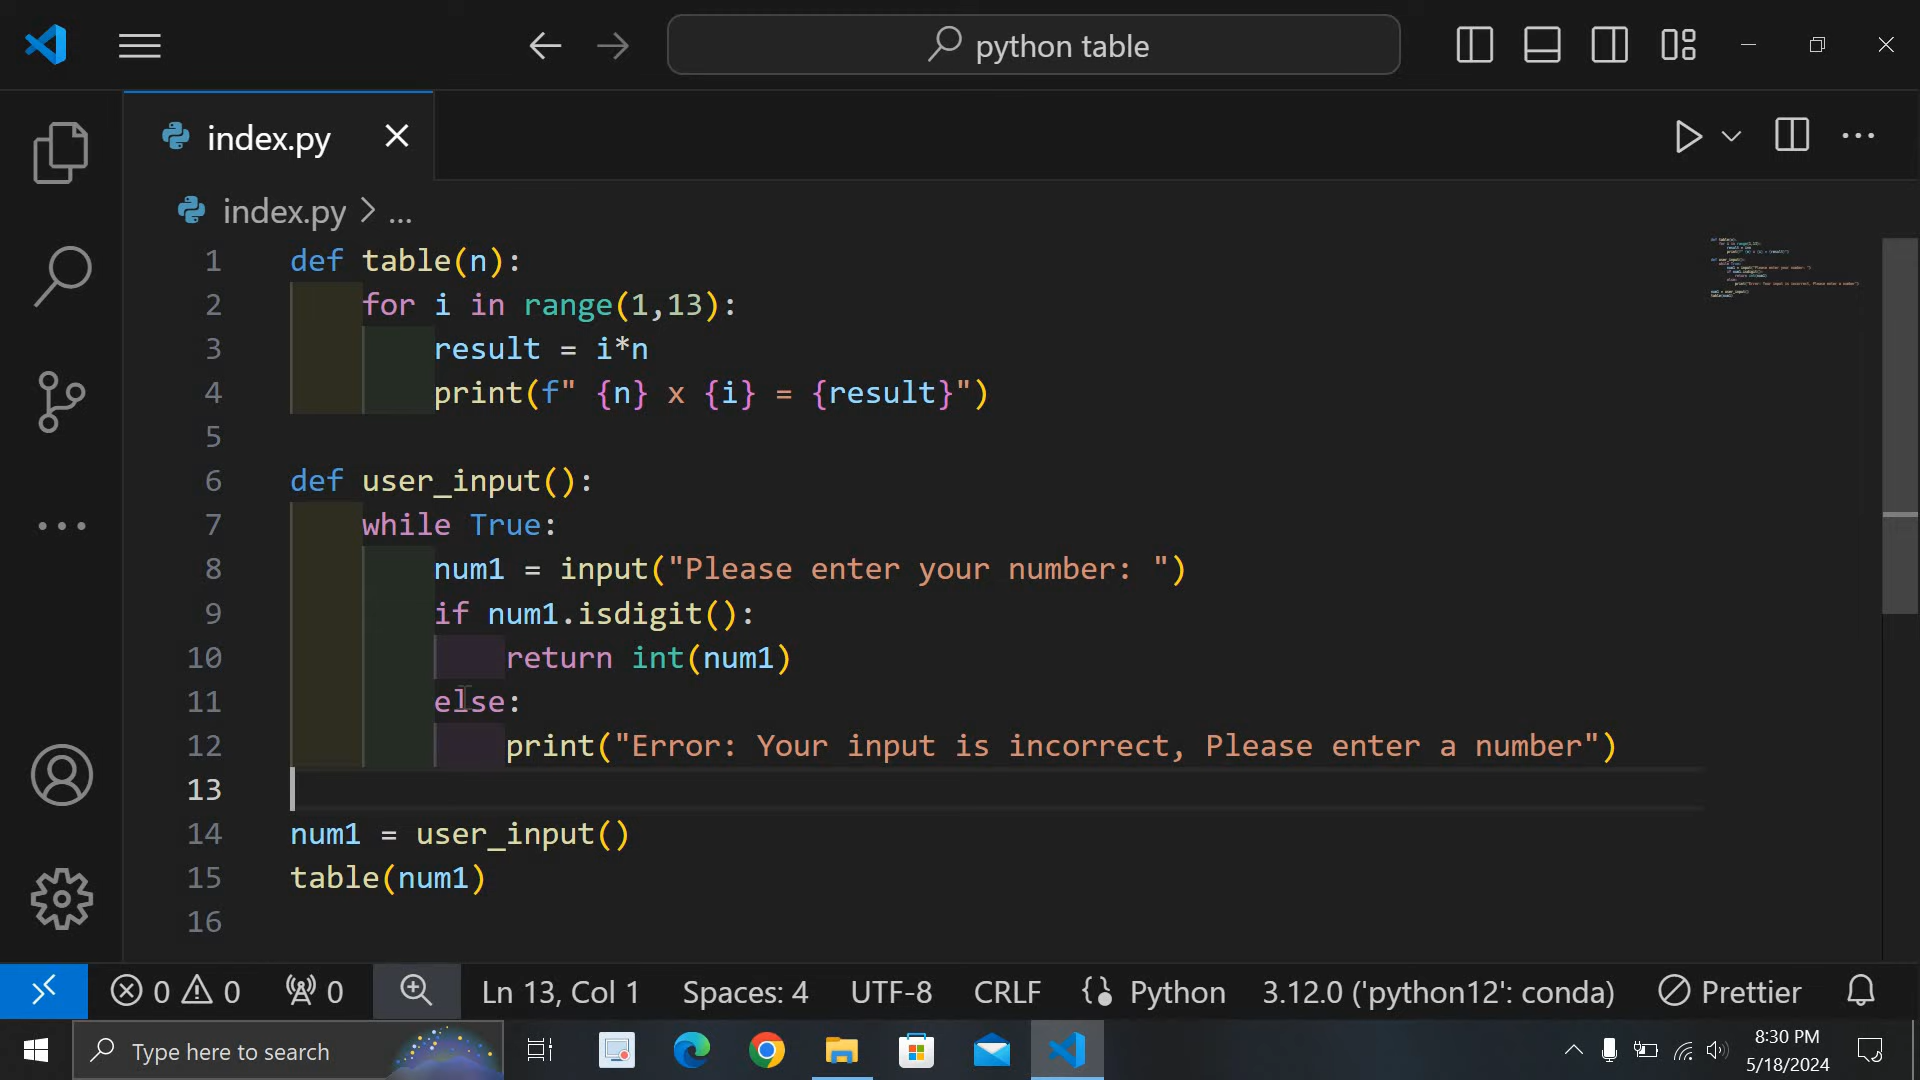 python table
index.py
index.py > ...
1 def table(n):
2     for i in range(1,13):
3         result = i*n
4         print(f" {n} x {i} = {result}")
5
6 def user_input():
7     while True:
8         num1 = input("Please enter your number: ")
9         if num1.isdigit():
10             return int(num1)
11         else:
12             print("Error: Your input is incorrect, Please enter a number")
13
14 num1 = user_input()
15 table(num1)
16
0 0 0 Ln 13, Col 1 Spaces: 4 UTF-8 CRLF Python 3.12.0 ('python12': conda) Prettier
Type here to search
8:30 PM
5/18/2024